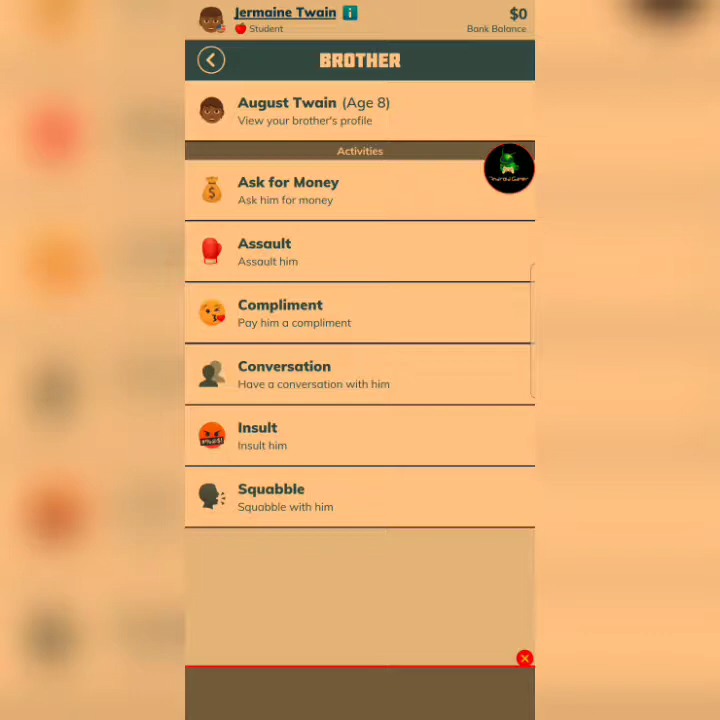 Jermaine Twain
$0
Student
Bank Balance
BROTHER
August Twain (Age 8)
View your brother's profile
Activities
Ask for Money
Ask him for money
Android Gamer
Assault
Assault him
Compliment
Pay him a compliment
Conversation
Have a conversation with him
Insult
Insult him
Squabble
Squabble with him